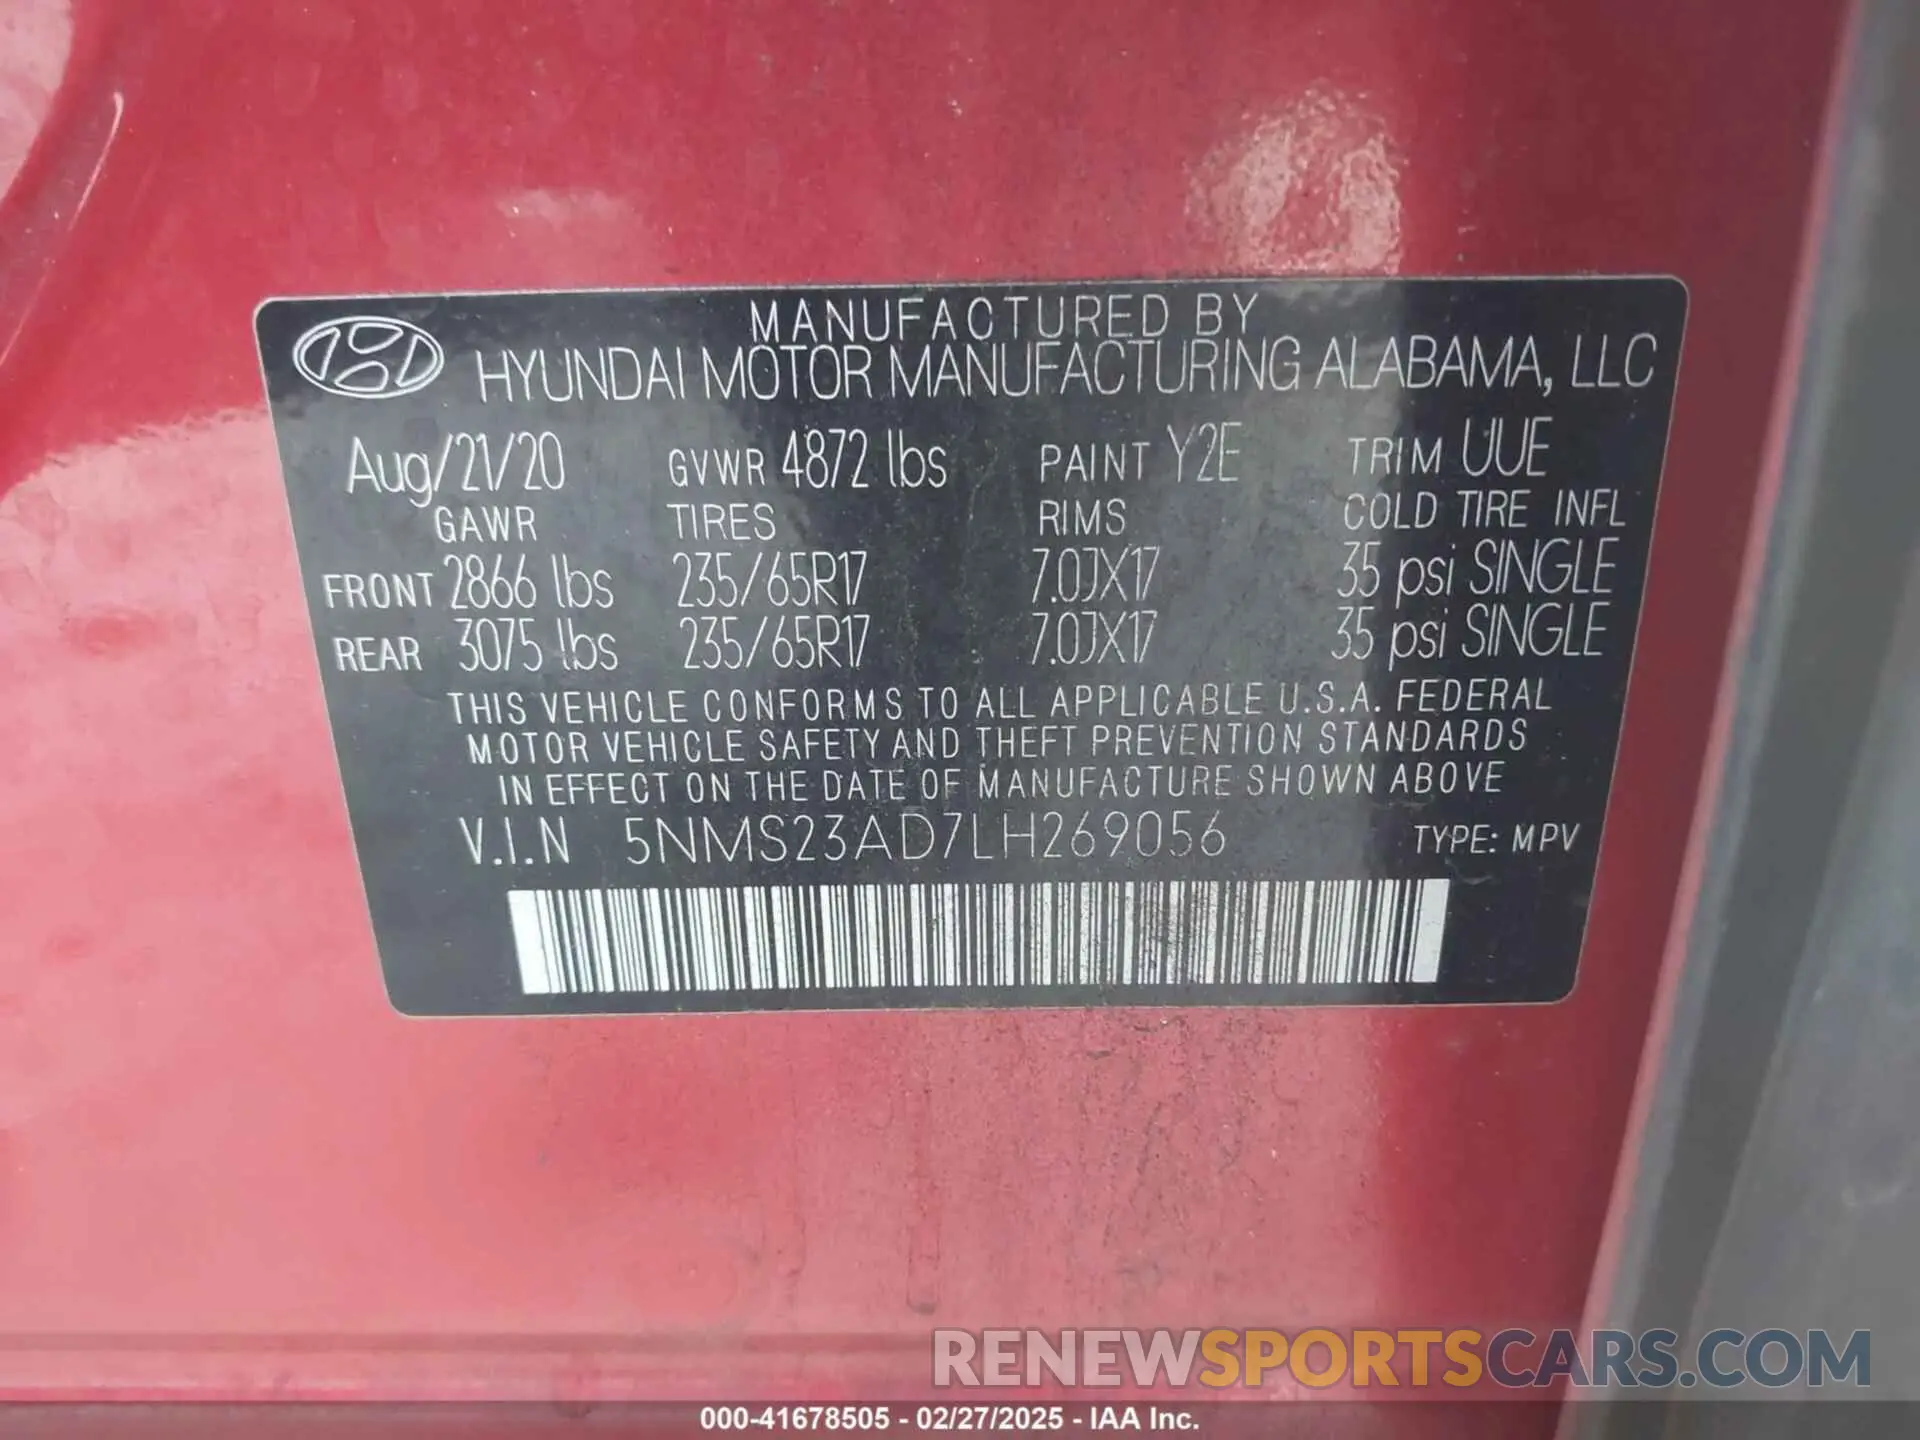 MANUFACTURED BY
HYUNDAI MOTOR MANUFACTURING ALABAMA, LLC
Aug/21/20 GVWR 4872 lbs PAINT Y2E TRIM UUE
GAWR TIRES RIMS COLD TIRE INFL
FRONT 2866 lbs 235/65R17 7.0JX17 35 psi SINGLE
REAR 3075 lbs 235/65R17 7.0JX17 35 psi SINGLE
THIS VEHICLE CONFORMS TO ALL APPLICABLE U.S.A. FEDERAL
MOTOR VEHICLE SAFETY AND THEFT PREVENTION STANDARDS
IN EFFECT ON THE DATE OF MANUFACTURE SHOWN ABOVE
V.I.N 5NMS23AD7LH269056 TYPE: MPV
RENEWSPORTSCARS.COM
000-41678505 - 02/27/2025 - IAA Inc.